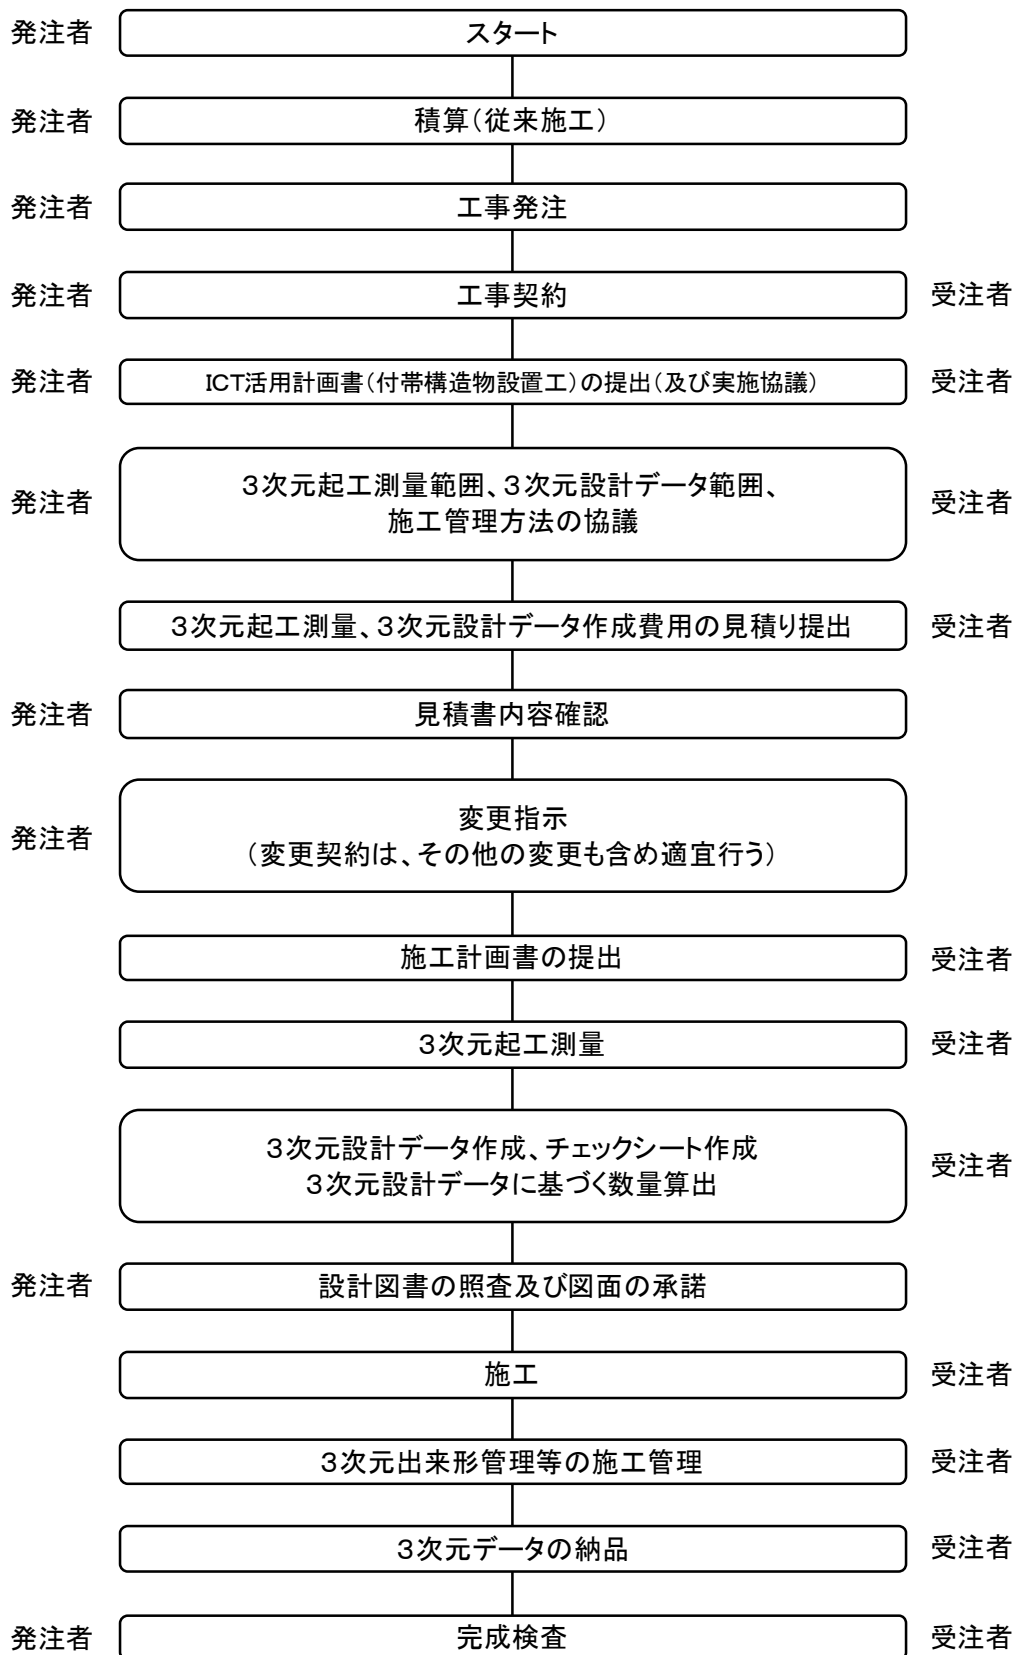 発注者 スタート
発注者 積算(従来施工)
発注者 工事発注
発注者 工事契約 受注者
発注者 ICT活用計画書(付帯構造物設置工)の提出(及び実施協議) 受注者
発注者 3次元起工測量範囲、3次元設計データ範囲、 受注者
施工管理方法の協議
3次元起工測量、3次元設計データ作成費用の見積り提出 受注者
発注者 見積書内容確認
発注者 変更指示
(変更契約は、その他の変更も含め適宜行う)
施工計画書の提出 受注者
3次元起工測量 受注者
3次元設計データ作成、チェックシート作成 受注者
3次元設計データに基づく数量算出
発注者 設計図書の照査及び図面の承諾
施工 受注者
3次元出来形管理等の施工管理 受注者
3次元データの納品 受注者
発注者 完成検査 受注者